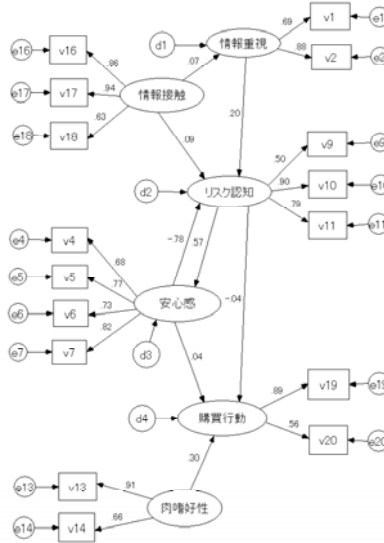 .69
v1
e1
d1
情報重視
.88
v2
e2
e16
v16
.96
.07
e17
v17
.94
情報接触
e18
v18
.63
.09
.20
.50
v9
e9
d2
リスク認知
.90
v10
e10
.79
v11
e11
e4
v4
-.78
.57
.68
e5
v5
.77
e6
v6
.73
安心感
-.04
e7
v7
.82
d3
.04
.89
v19
e19
d4
購買行動
.56
v20
e20
.30
e13
v13
.91
肉嗜好性
e14
v14
.66